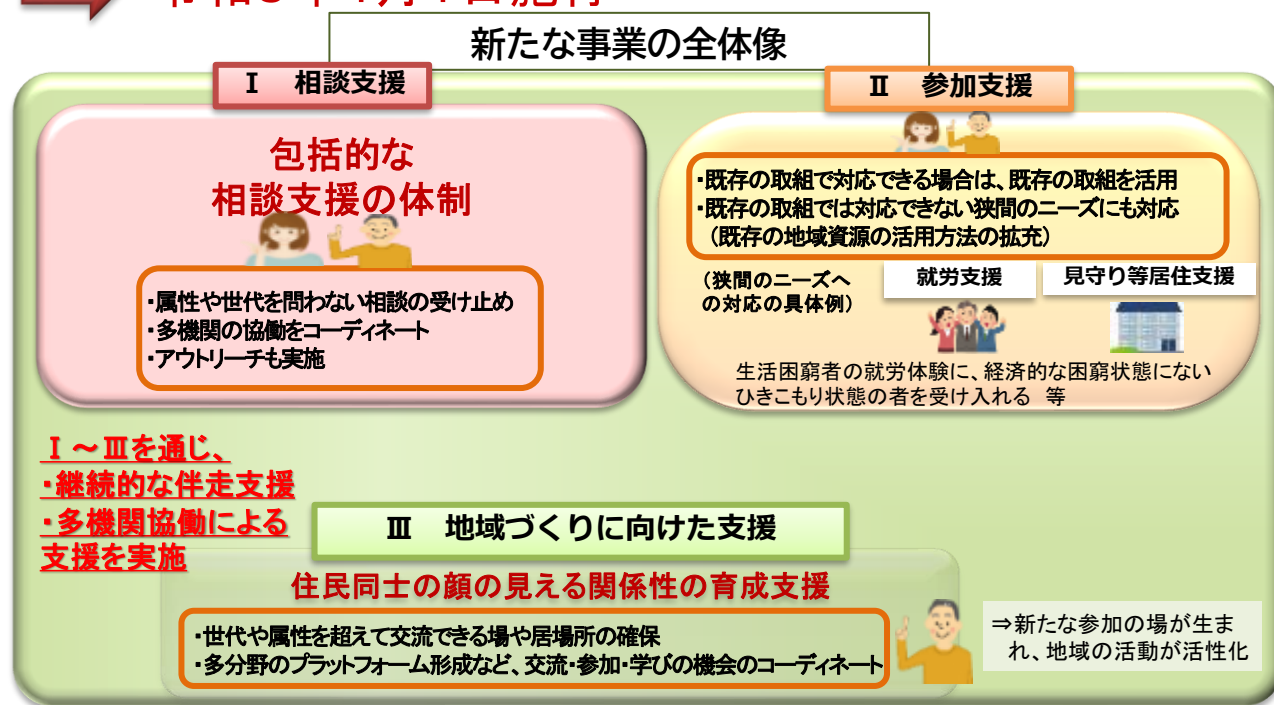 新たな事業の全体像
Ⅰ 相談支援
包括的な
相談支援の体制
・属性や世代を問わない相談の受け止め
・多機関の協働をコーディネート
・アウトリーチも実施
Ⅱ 参加支援
・既存の取組で対応できる場合は、既存の取組を活用
・既存の取組では対応できない狭間のニーズにも対応
（既存の地域資源の活用方法の拡充）
（狭間のニーズへ
の対応の具体例）
就労支援
見守り等居住支援
生活困窮者の就労体験に、経済的な困窮状態にない
ひきこもり状態の者を受け入れる 等
Ⅰ～Ⅲを通じ、
・継続的な伴走支援
・多機関協働による
支援を実施
Ⅲ 地域づくりに向けた支援
住民同士の顔の見える関係性の育成支援
・世代や属性を超えて交流できる場や居場所の確保
・多分野のプラットフォーム形成など、交流・参加・学びの機会のコーディネート
⇒新たな参加の場が生ま
れ、地域の活動が活性化